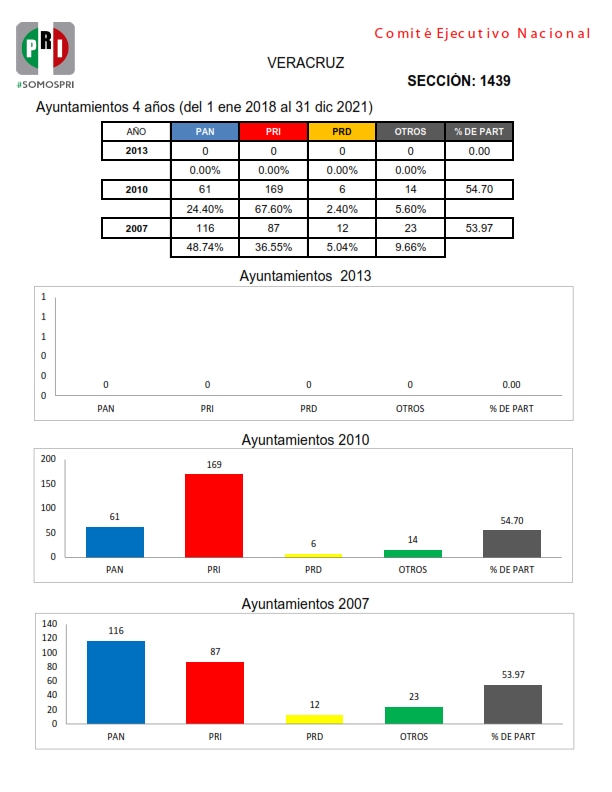 PRI
#SOMOSPRI
Comité Ejecutivo Nacional
VERACRUZ
SECCIÓN: 1439
Ayuntamientos 4 años (del 1 ene 2018 al 31 dic 2021)
AÑO PAN PRI PRD OTROS % DE PART
2013 0 0 0 0 0.00
0.00% 0.00% 0.00% 0.00%
2010 61 169 6 14 54.70
24.40% 67.60% 2.40% 5.60%
2007 116 87 12 23 53.97
48.74% 36.55% 5.04% 9.66%
Ayuntamientos 2013
1
1
1
0
0
0
0 0 0 0 0.00
PAN PRI PRD OTROS % DE PART
Ayuntamientos 2010
200
150
100
50
0
61 169 6 14 54.70
PAN PRI PRD OTROS % DE PART
Ayuntamientos 2007
140
120
100
80
60
40
20
0
116 87 12 23 53.97
PAN PRI PRD OTROS % DE PART